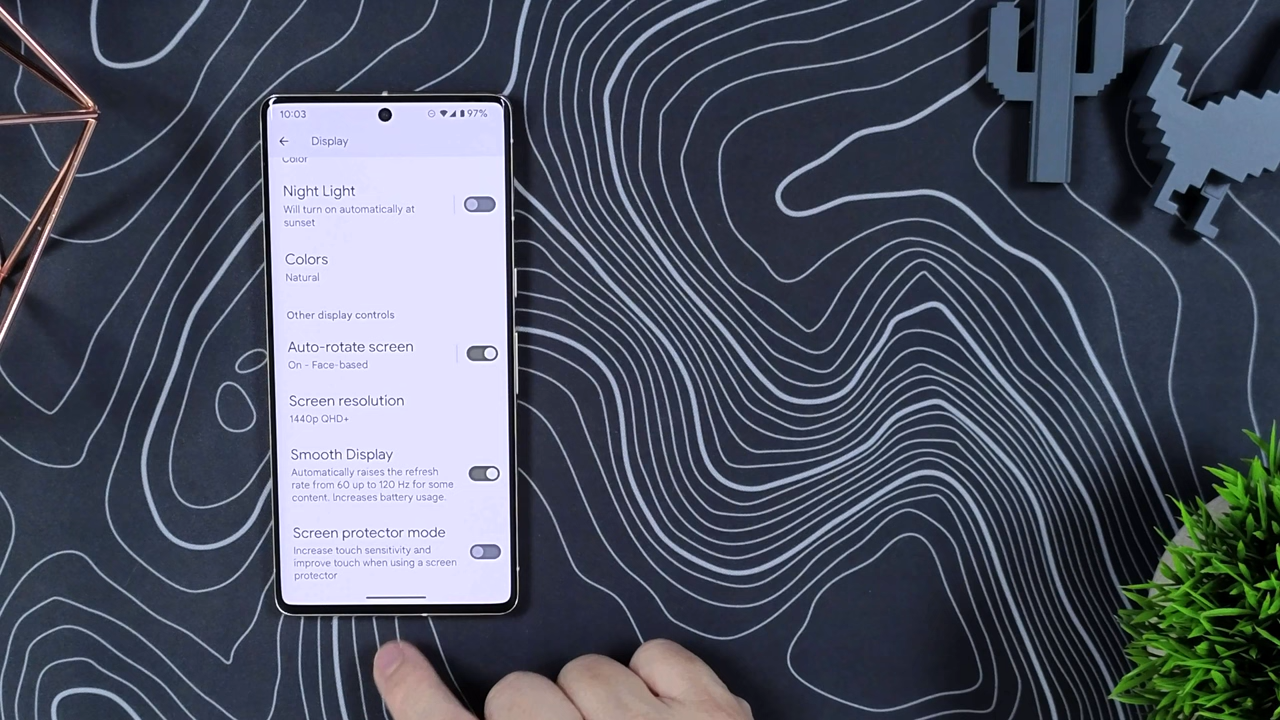 10:03
97%
Display
Color
Night Light
Will turn on automatically at
sunset
Colors
Natural
Other display controls
Auto-rotate screen
On - Face-based
Screen resolution
1440p QHD+
Smooth Display
Automatically raises the refresh
rate from 60 up to 120 Hz for some
content. Increases battery usage.
Screen protector mode
Increase touch sensitivity and
improve touch when using a screen
protector